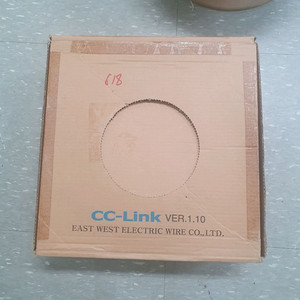 618
CC-Link VER.1.10
EAST WEST ELECTRIC WIRE CO.,LTD.